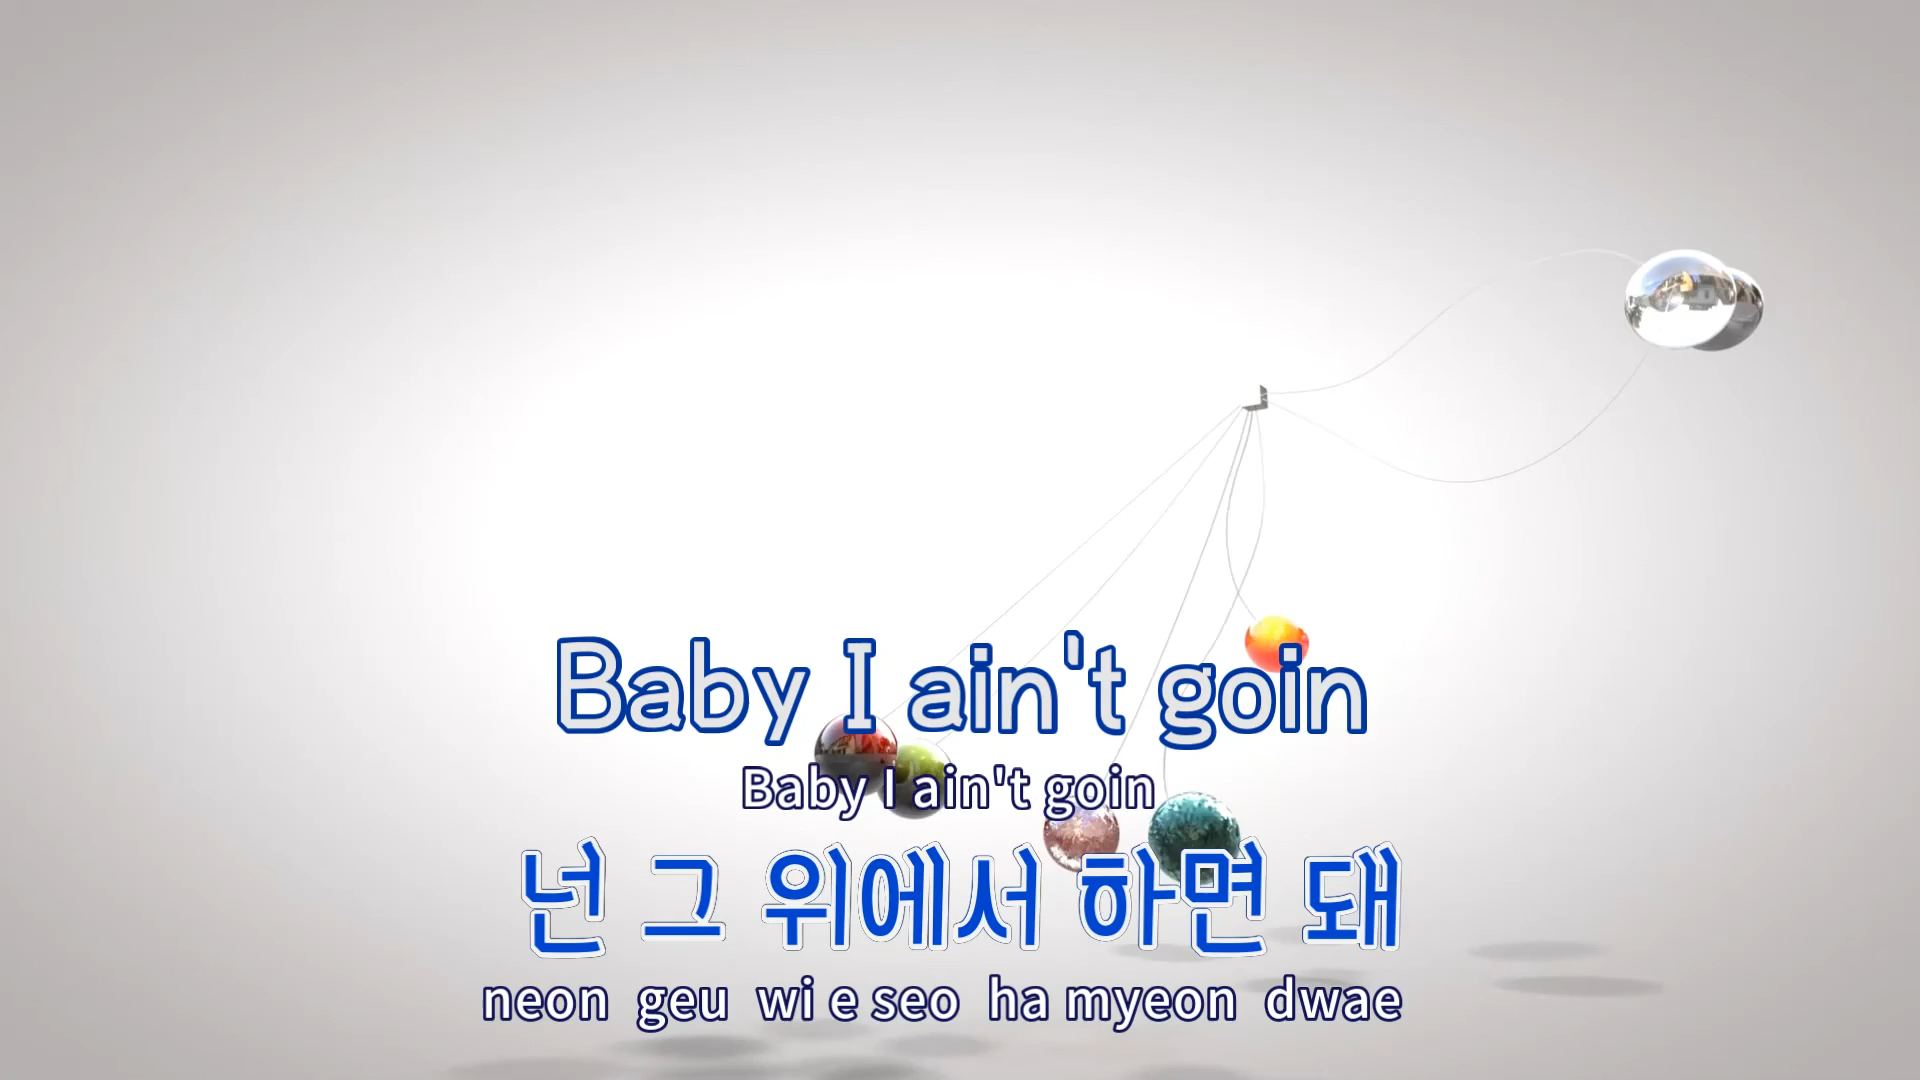 Baby I ain't goin
Baby I ain't goin
넌 그 위에서 하면 돼
neon geu wi e seo ha myeon dwae